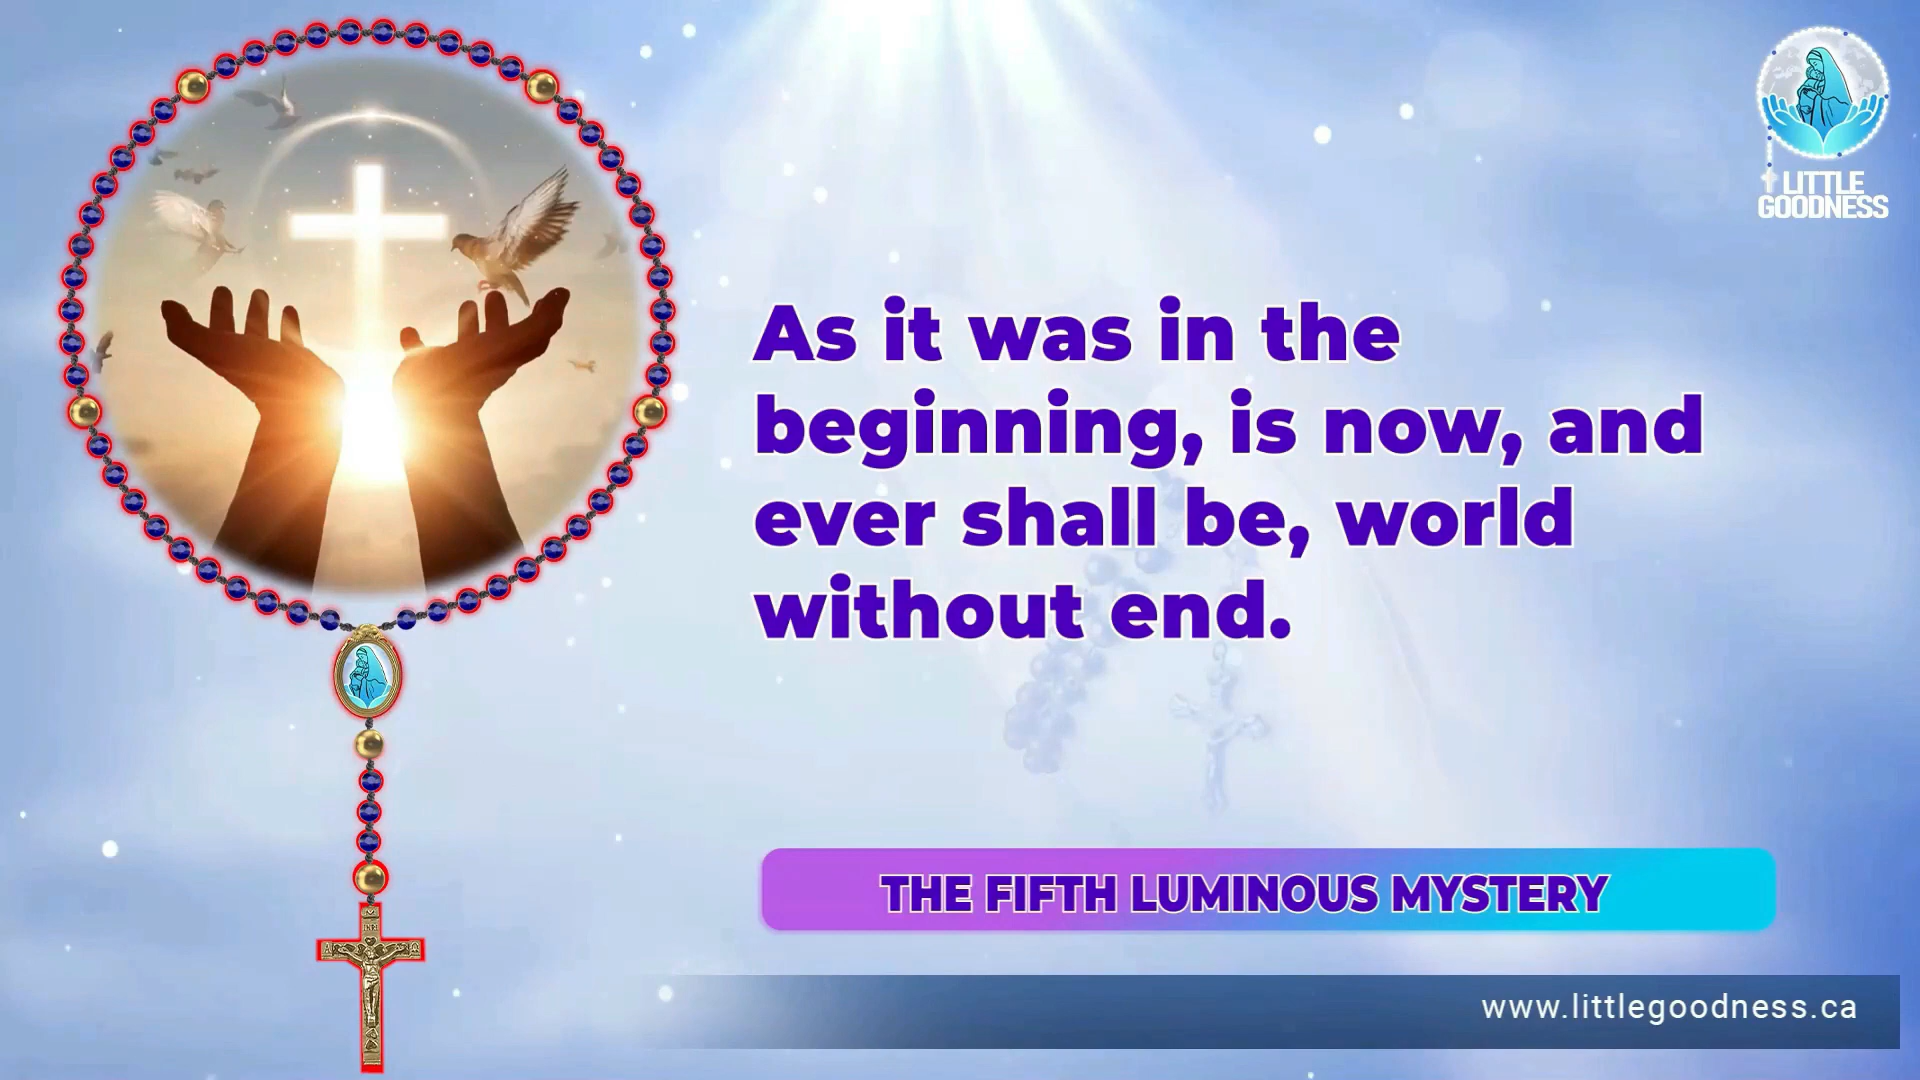 LITTLE
GOODNESS
As it was in the
beginning, is now, and
ever shall be, world
without end.
THE FIFTH LUMINOUS MYSTERY
www.littlegoodness.ca
INRI